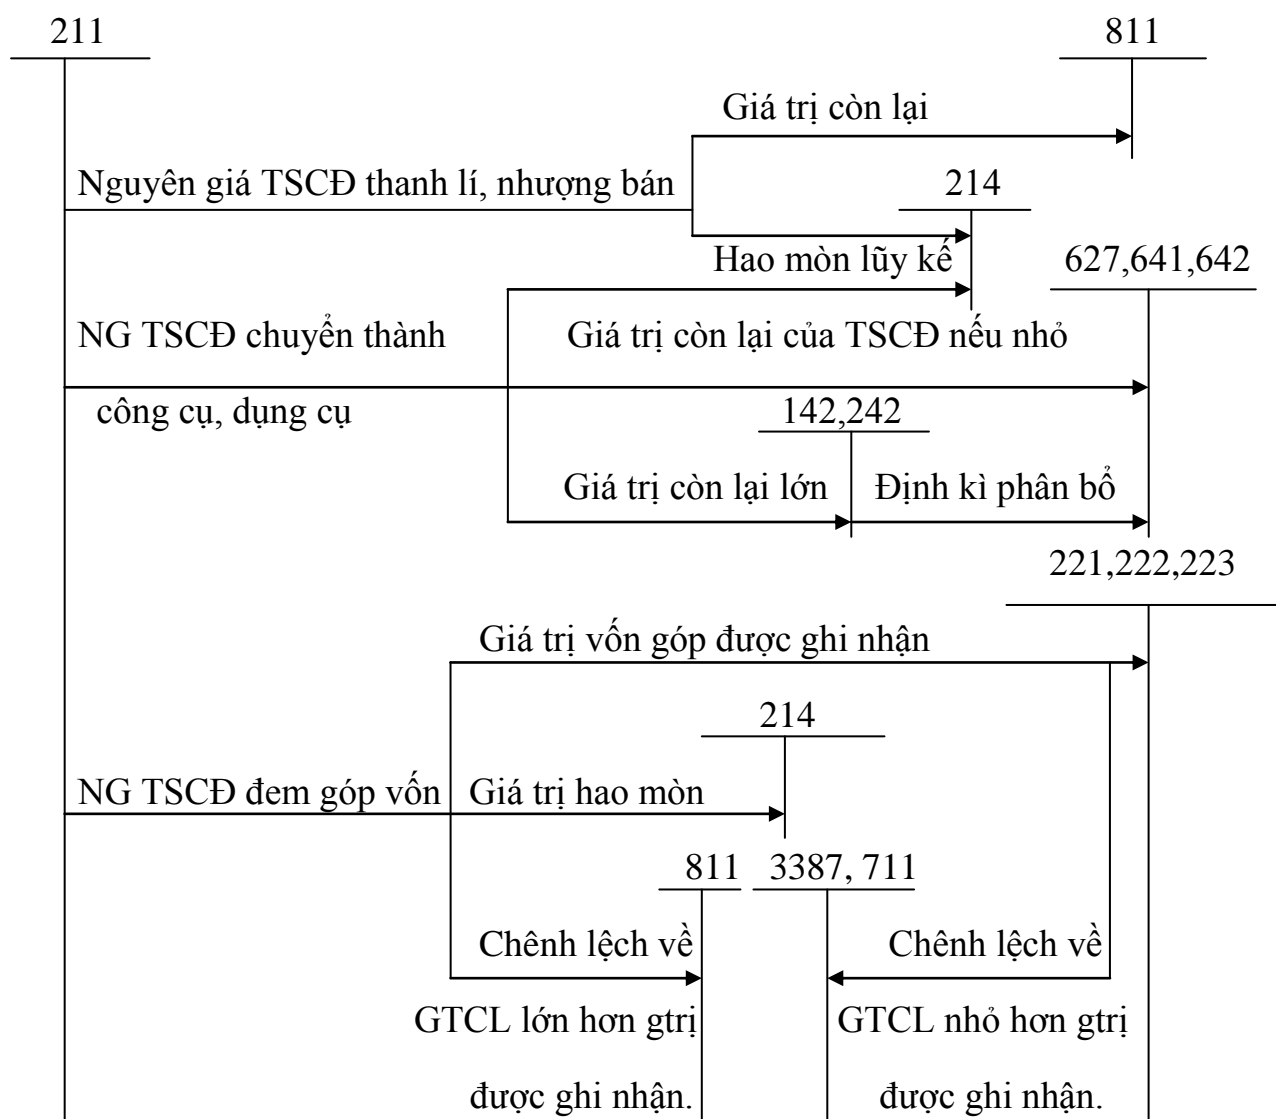 211
811
Giá trị còn lại
Nguyên giá TSCĐ thanh lí, nhượng bán
214
Hao mòn lũy kế
627,641,642
NG TSCĐ chuyển thành
Giá trị còn lại của TSCĐ nếu nhỏ
công cụ, dụng cụ
142,242
Giá trị còn lại lớn
Định kì phân bổ
221,222,223
Giá trị vốn góp được ghi nhận
214
NG TSCĐ đem góp vốn
Giá trị hao mòn
811
3387, 711
Chênh lệch về
Chênh lệch về
GTCL lớn hơn gtrị
GTCL nhỏ hơn gtrị
được ghi nhận.
được ghi nhận.